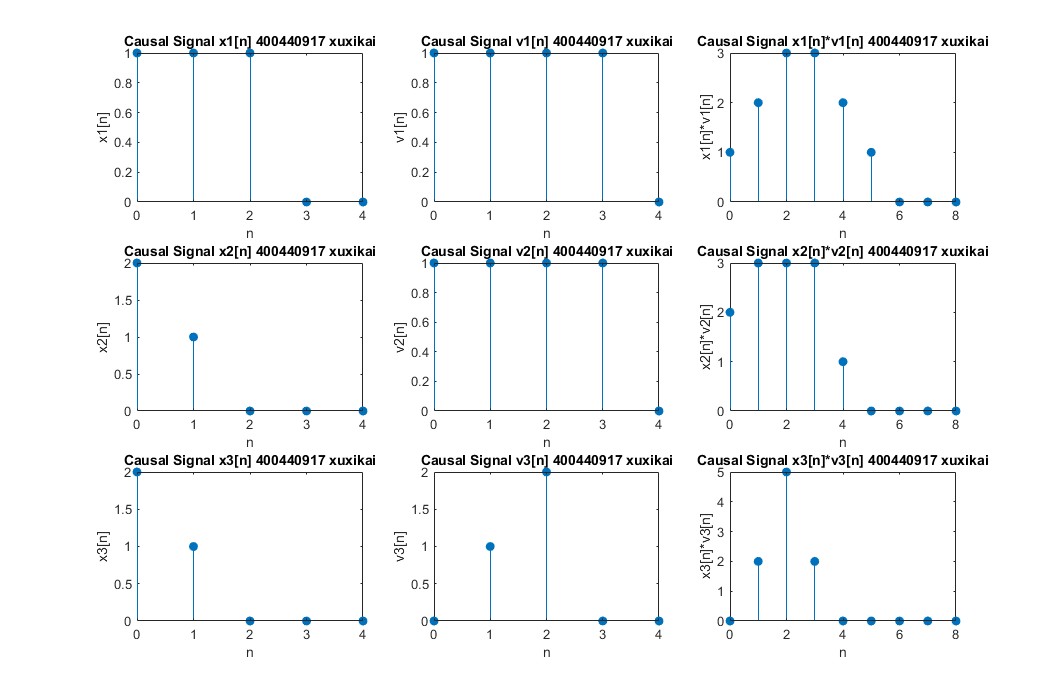 Causal Signal x1[n] 400440917 xuxikai
x1[n]
1
0.8
0.6
0.4
0.2
0
0 1 2 3 4
n
Causal Signal v1[n] 400440917 xuxikai
v1[n]
1
0.8
0.6
0.4
0.2
0
0 1 2 3 4
n
Causal Signal x1[n]*v1[n] 400440917 xuxikai
x1[n]*v1[n]
3
2
1
0
0 2 4 6 8
n
Causal Signal x2[n] 400440917 xuxikai
x2[n]
2
1.5
1
0.5
0
0 1 2 3 4
n
Causal Signal v2[n] 400440917 xuxikai
v2[n]
1
0.8
0.6
0.4
0.2
0
0 1 2 3 4
n
Causal Signal x2[n]*v2[n] 400440917 xuxikai
x2[n]*v2[n]
3
2
1
0
0 2 4 6 8
n
Causal Signal x3[n] 400440917 xuxikai
x3[n]
2
1.5
1
0.5
0
0 1 2 3 4
n
Causal Signal v3[n] 400440917 xuxikai
v3[n]
2
1.5
1
0.5
0
0 1 2 3 4
n
Causal Signal x3[n]*v3[n] 400440917 xuxikai
x3[n]*v3[n]
5
4
3
2
1
0
0 2 4 6 8
n